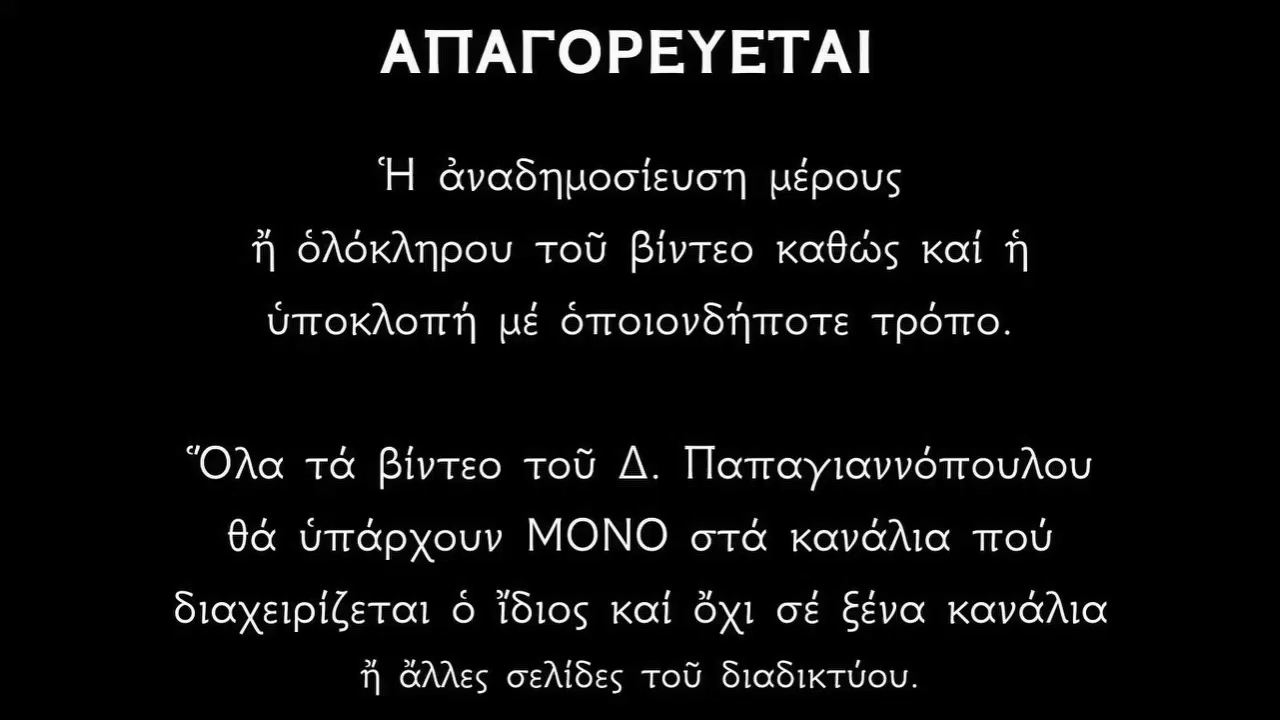 ΑΠΑΓΟΡΕΥΕΤΑΙ
Ἡ ἀναδημοσίευση μέρους
ἤ ὁλόκληρου τοῦ βίντεο καθώς καί ἡ
ὑποκλοπή μέ ὁποιονδήποτε τρόπο.
Ὅλα τά βίντεο τοῦ Δ. Παπαγιαννόπουλου
θά ὑπάρχουν ΜΟΝΟ στά κανάλια πού
διαχειρίζεται ὁ ἴδιος καί ὄχι σέ ξένα κανάλια
ἤ ἄλλες σελίδες τοῦ διαδικτύου.